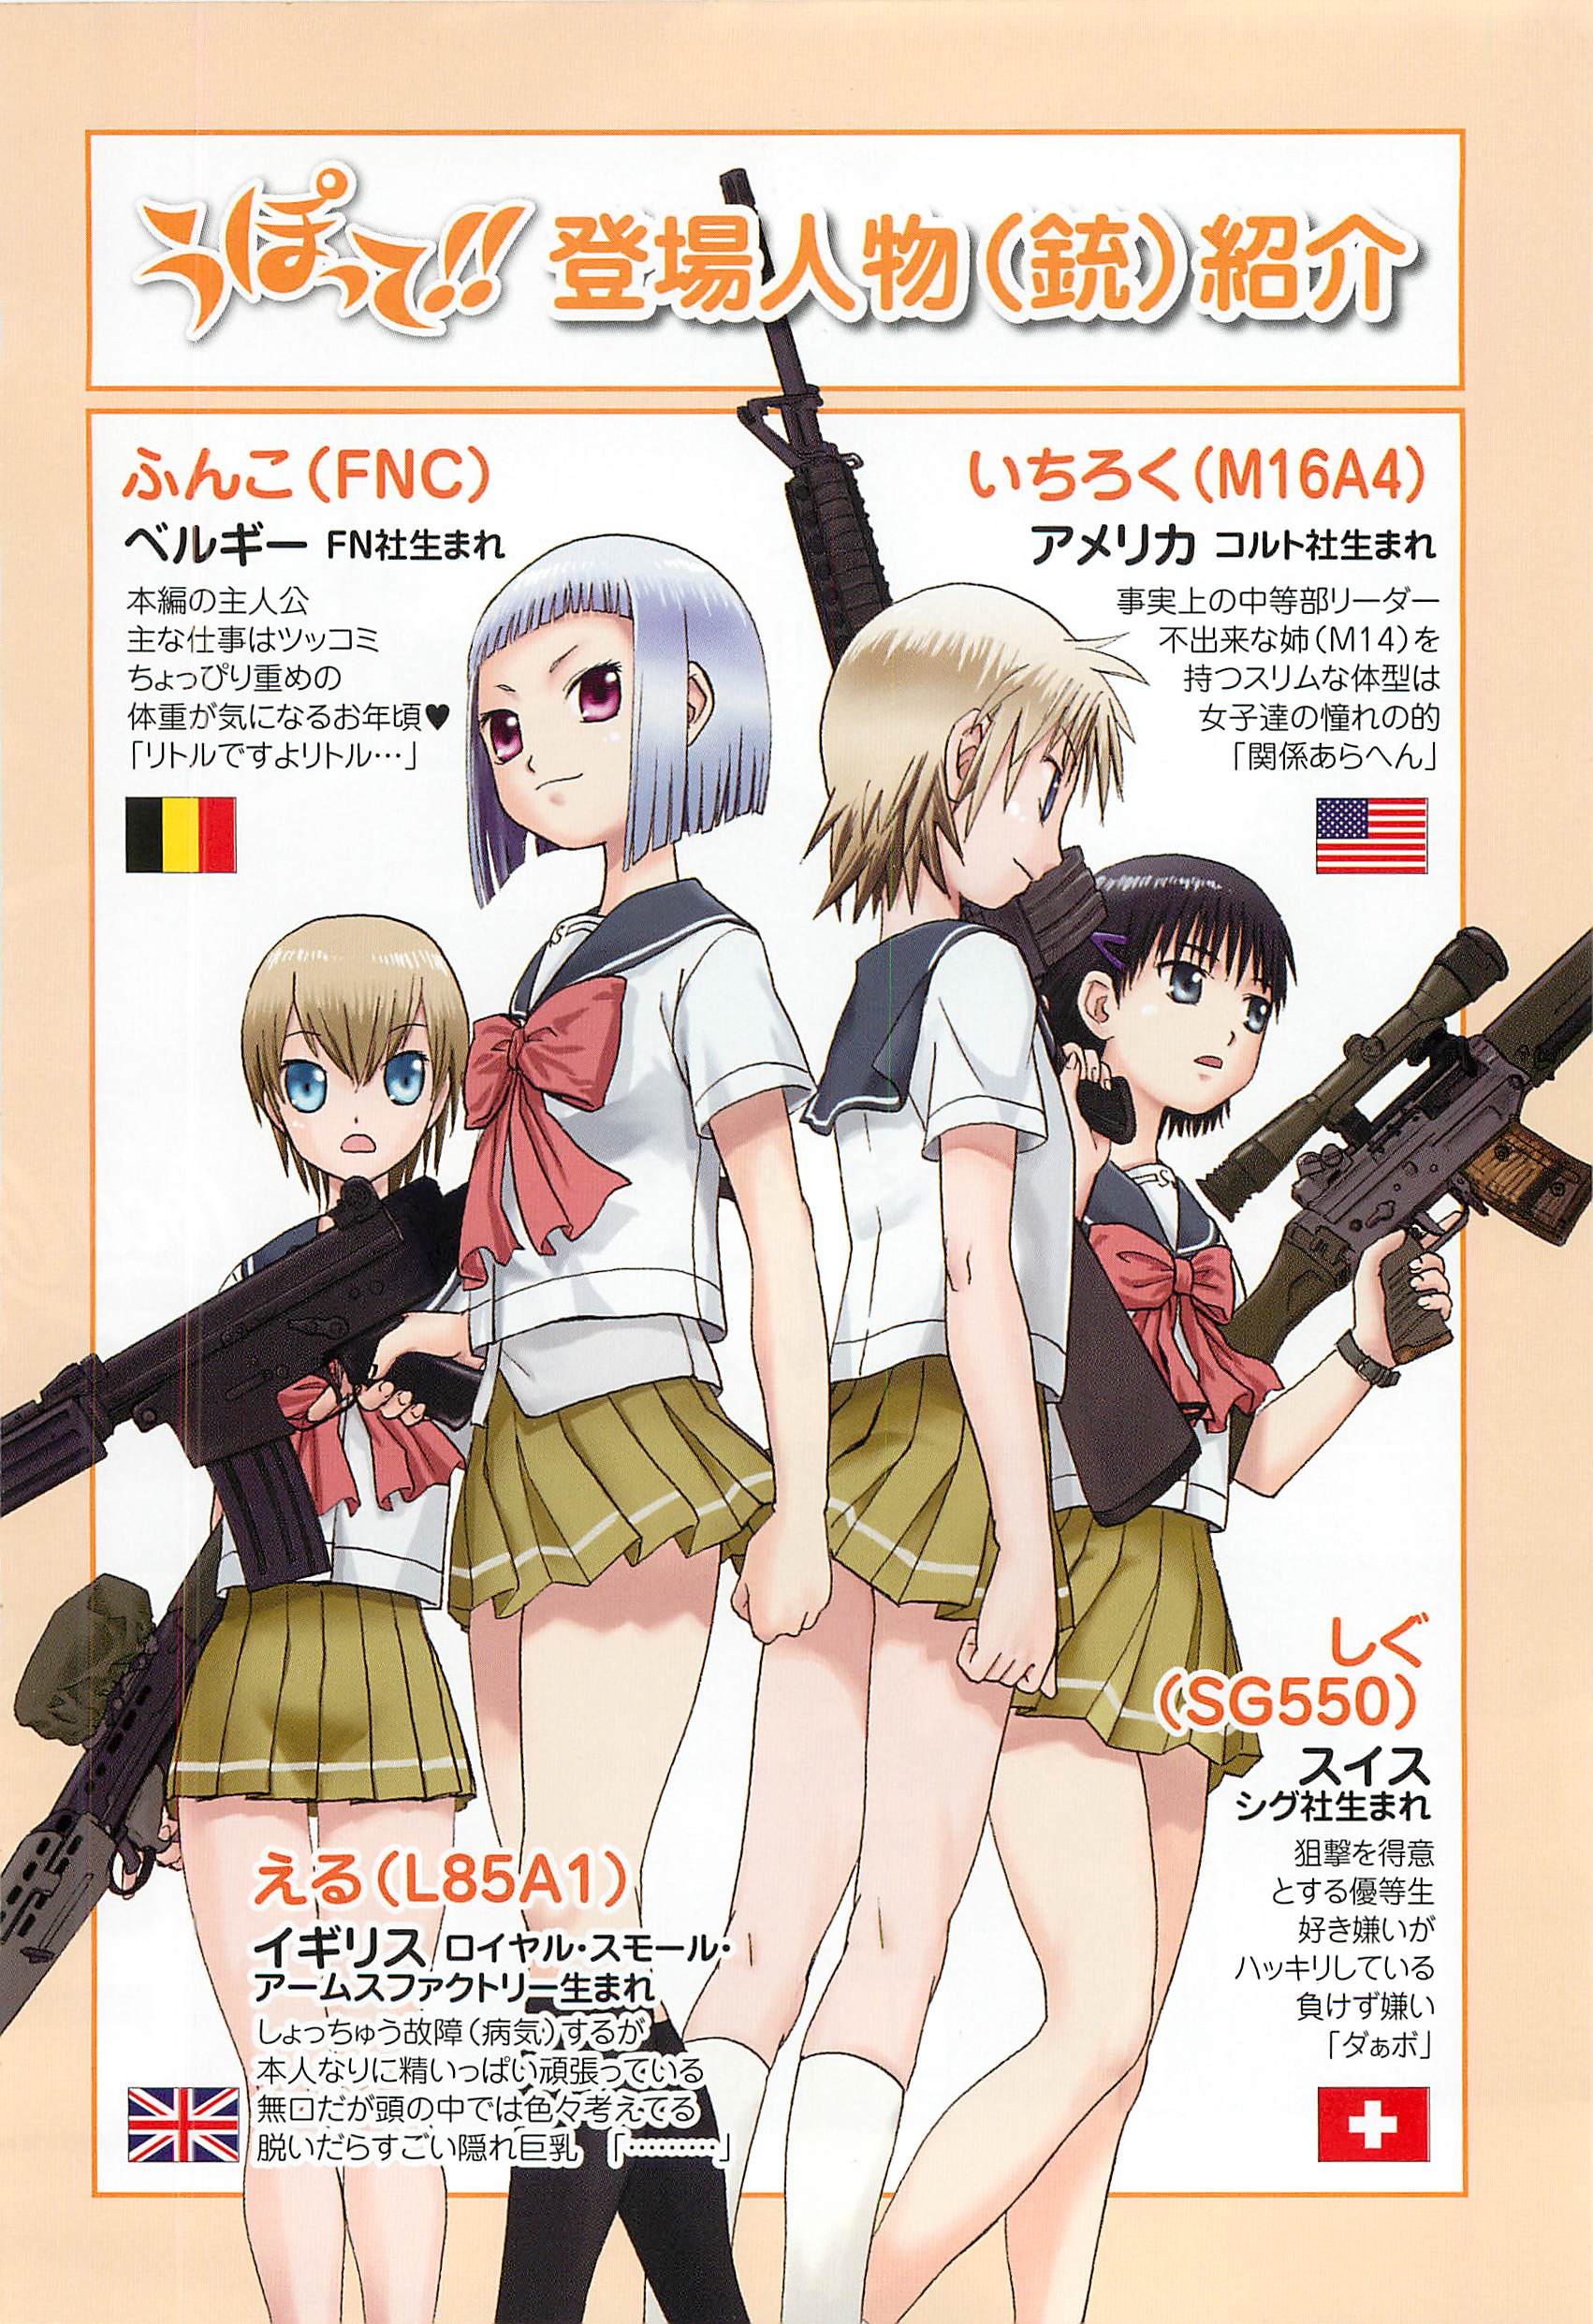 うぽって!! 登場人物(銃)紹介
ふんこ(FNC)
ベルギー FN社生まれ
本編の主人公
主な仕事はツッコミ
ちょっぴり重めの
体重が気になるお年頃♥
「リトルですよリトル…」
いちろく(M16A4)
アメリカ コルト社生まれ
事実上の中等部リーダー
不出来な姉(M14)を
持つスリムな体型は
女子達の憧れの的
「関係あらへん」
しぐ
(SG550)
スイス
シグ社生まれ
狙撃を得意
とする優等生
好き嫌いが
ハッキリしている
負けず嫌い
「ダぁボ」
える(L85A1)
イギリス ロイヤル・スモール・
アームスファクトリー生まれ
しょっちゅう故障(病気)するが
本人なりに精いっぱい頑張っている
無口だが頭の中では色々考えてる
脱いだらすごい隠れ巨乳 「………」